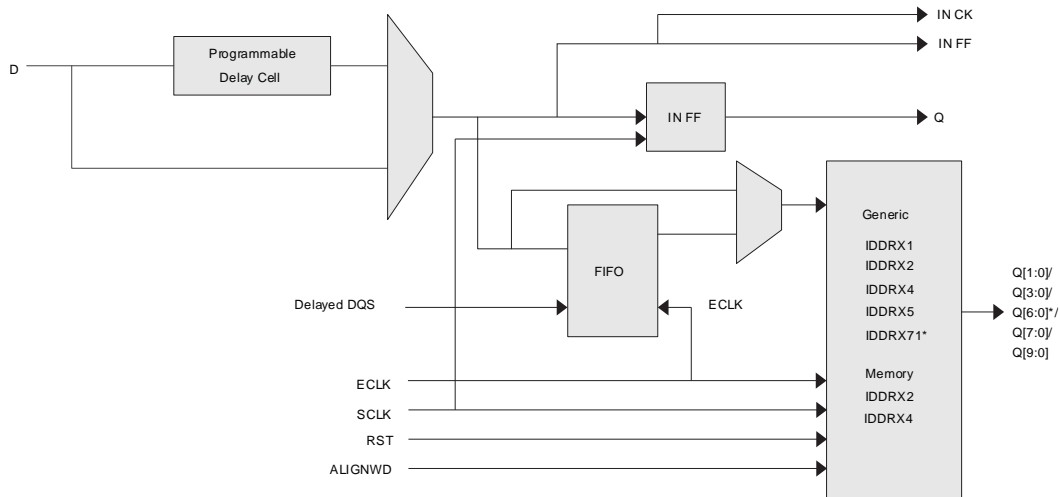 IN CK
IN FF
D
Programmable
Delay Cell
IN FF
Q
Generic
IDDRX1
IDDRX2
IDDRX4
IDDRX5
IDDRX71*
Memory
IDDRX2
IDDRX4
FIFO
Delayed DQS
ECLK
Q[1:0]/
Q[3:0]/
Q[6:0]*/
Q[7:0]/
Q[9:0]
ECLK
SCLK
RST
ALIGNWD